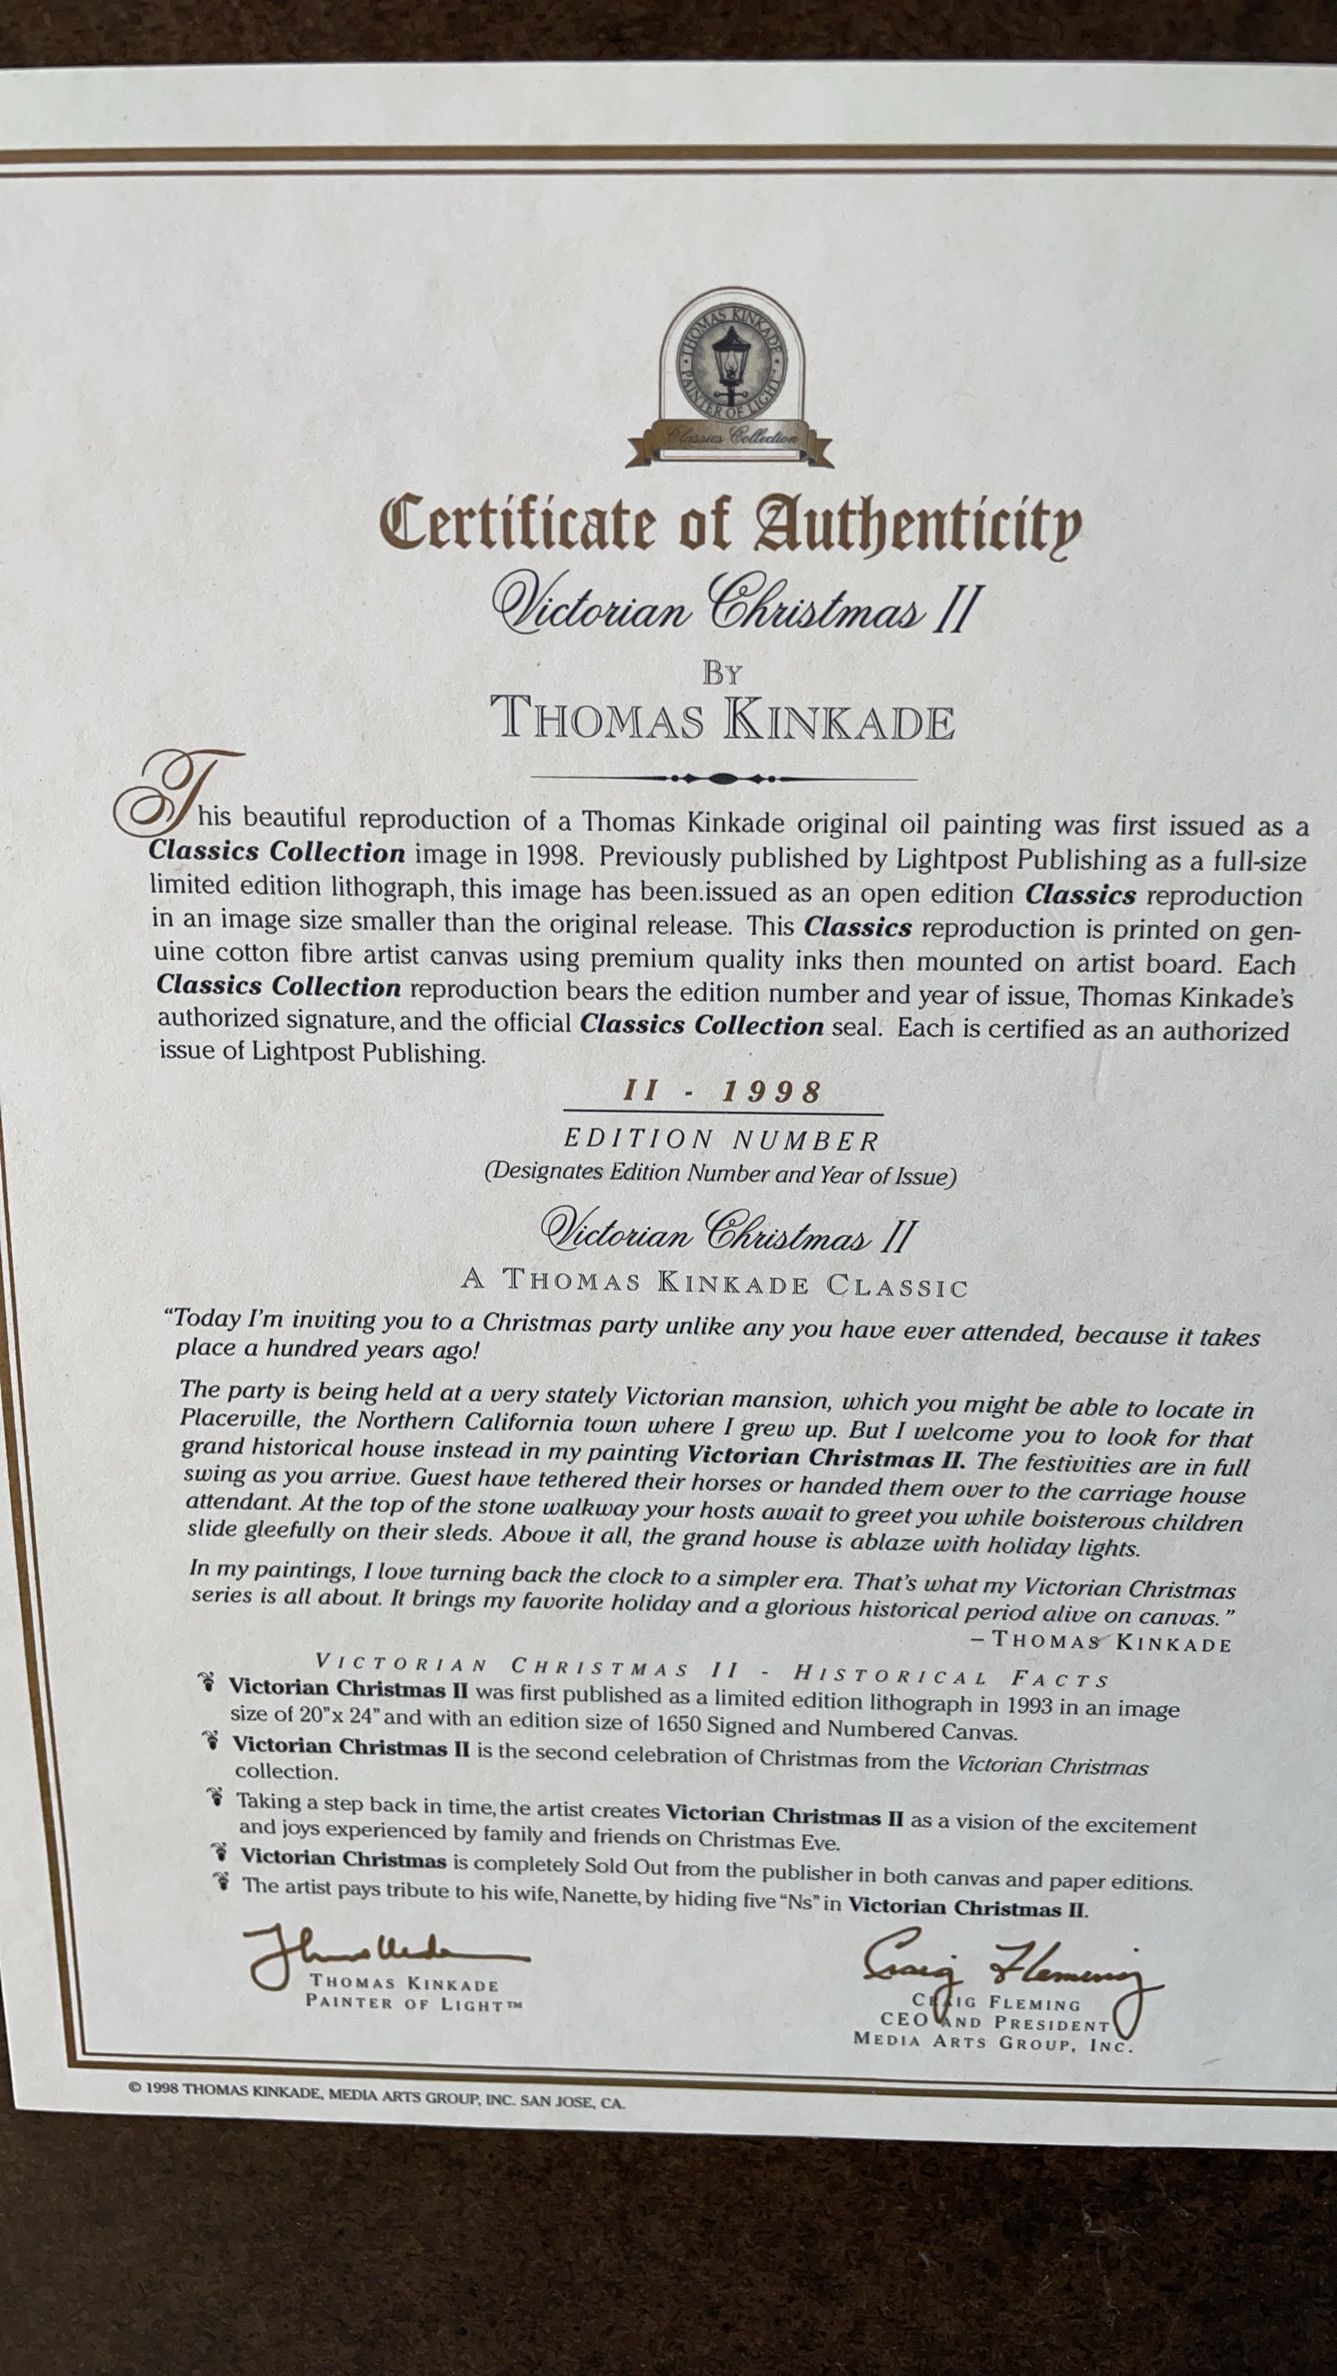 THOMAS KINKADE
PAINTER OF LIGHT
Classics Collection
Certificate of Authenticity
Victorian Christmas II
BY
THOMAS KINKADE
This beautiful reproduction of a Thomas Kinkade original oil painting was first issued as a
Classics Collection image in 1998. Previously published by Lightpost Publishing as a full-size
limited edition lithograph, this image has been.issued as an open edition Classics reproduction
in an image size smaller than the original release. This Classics reproduction is printed on gen-
uine cotton fibre artist canvas using premium quality inks then mounted on artist board. Each
Classics Collection reproduction bears the edition number and year of issue, Thomas Kinkade's
authorized signature, and the official Classics Collection seal. Each is certified as an authorized
issue of Lightpost Publishing.
II - 1998
EDITION NUMBER
(Designates Edition Number and Year of Issue)
Victorian Christmas II
A THOMAS KINKADE CLASSIC
“Today I'm inviting you to a Christmas party unlike any you have ever attended, because it takes
place a hundred years ago!
The party is being held at a very stately Victorian mansion, which you might be able to locate in
Placerville, the Northern California town where I grew up. But I welcome you to look for that
grand historical house instead in my painting Victorian Christmas II. The festivities are in full
swing as you arrive. Guest have tethered their horses or handed them over to the carriage house
attendant. At the top of the stone walkway your hosts await to greet you while boisterous children
slide gleefully on their sleds. Above it all, the grand house is ablaze with holiday lights.
In my paintings, I love turning back the clock to a simpler era. That's what my Victorian Christmas
series is all about. It brings my favorite holiday and a glorious historical period alive on canvas.”
– THOMAS KINKADE
VICTORIAN CHRISTMAS II - HISTORICAL FACTS
Victorian Christmas II was first published as a limited edition lithograph in 1993 in an image
size of 20”x 24” and with an edition size of 1650 Signed and Numbered Canvas.
Victorian Christmas II is the second celebration of Christmas from the Victorian Christmas
collection.
Taking a step back in time, the artist creates Victorian Christmas II as a vision of the excitement
and joys experienced by family and friends on Christmas Eve.
Victorian Christmas is completely Sold Out from the publisher in both canvas and paper editions.
The artist pays tribute to his wife, Nanette, by hiding five “Ns” in Victorian Christmas II.
Craig Fleming
THOMAS KINKADE
PAINTER OF LIGHT™
CRAIG FLEMING
CEO AND PRESIDENT
MEDIA ARTS GROUP, INC.
© 1998 THOMAS KINKADE, MEDIA ARTS GROUP, INC. SAN JOSE, CA.